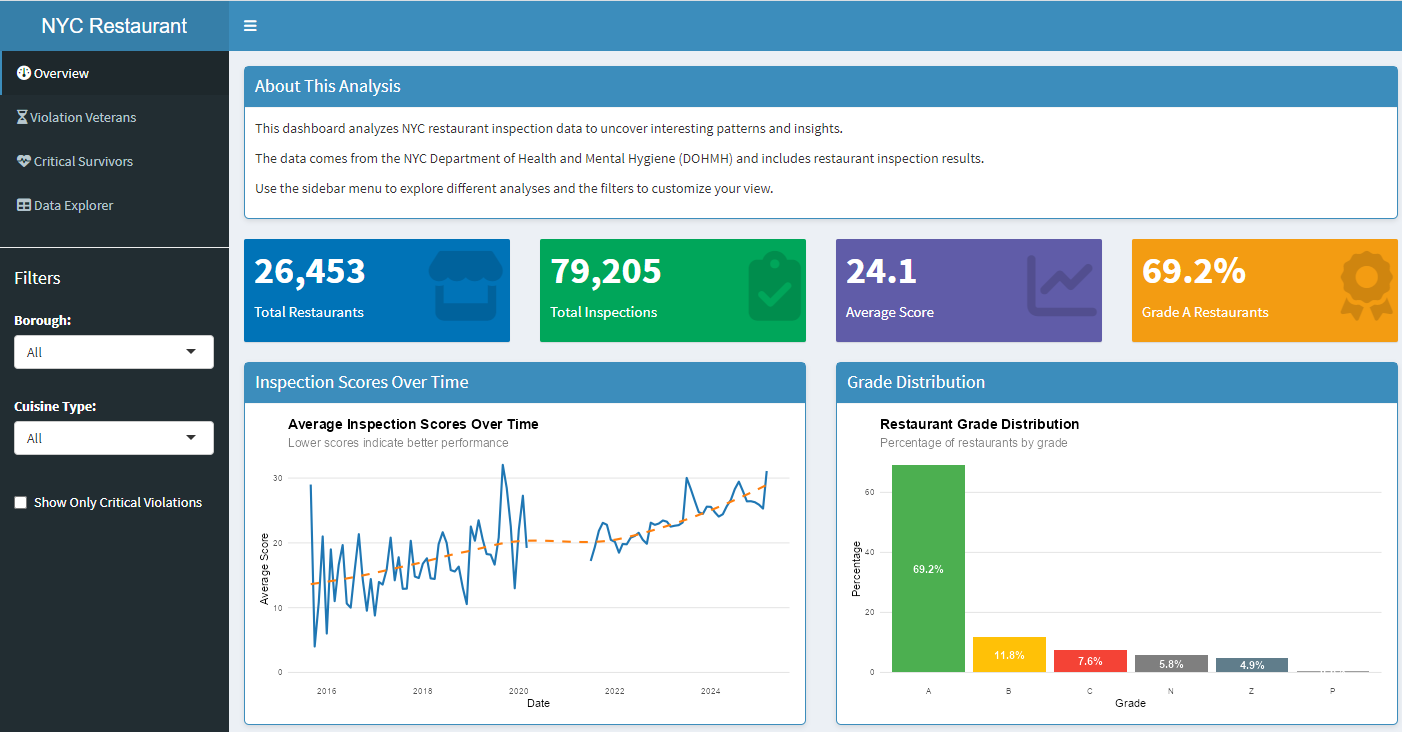 NYC Restaurant
Overview
Violation Veterans
Critical Survivors
Data Explorer
Filters
Borough:
All
Cuisine Type:
All
Show Only Critical Violations
About This Analysis
This dashboard analyzes NYC restaurant inspection data to uncover interesting patterns and insights.
The data comes from the NYC Department of Health and Mental Hygiene (DOHMH) and includes restaurant inspection results.
Use the sidebar menu to explore different analyses and the filters to customize your view.
26,453
Total Restaurants
79,205
Total Inspections
24.1
Average Score
69.2%
Grade A Restaurants
Inspection Scores Over Time
Average Inspection Scores Over Time
Lower scores indicate better performance
Average Score
30
20
10
0
2016 2018 2020 2022 2024
Date
Grade Distribution
Restaurant Grade Distribution
Percentage of restaurants by grade
Percentage
60
40
20
0
69.2%
11.8%
7.6%
5.8%
4.9%
A B C N Z P
Grade